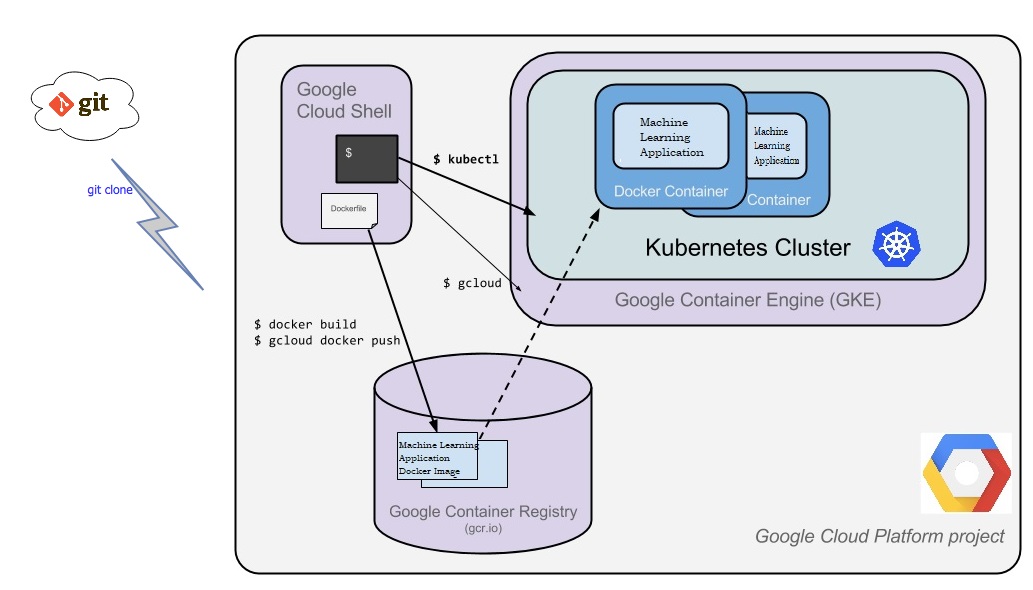 git
git clone
Google
Cloud Shell
$
Dockerfile
$ kubectl
$ gcloud
$ docker build
$ gcloud docker push
Machine
Learning
Application
Docker Container
Machine
Learning
Application
Container
Kubernetes Cluster
Google Container Engine (GKE)
Machine Learning
Application
Docker Image
Google Container Registry
(gcr.io)
Google Cloud Platform project